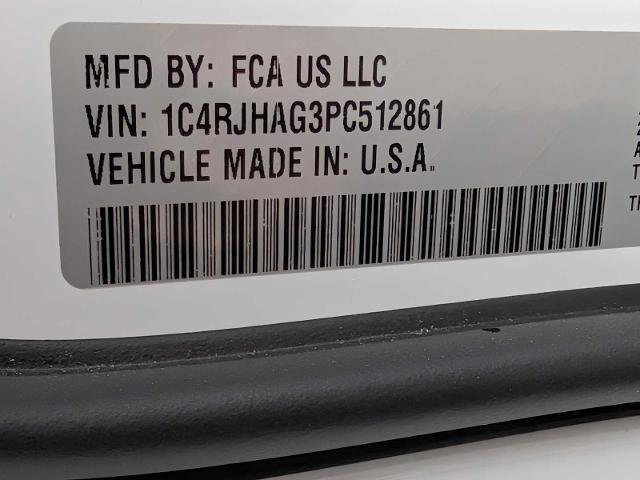 MFD BY: FCA US LLC
VIN: 1C4RJHAG3PC512861
VEHICLE MADE IN: U.S.A.